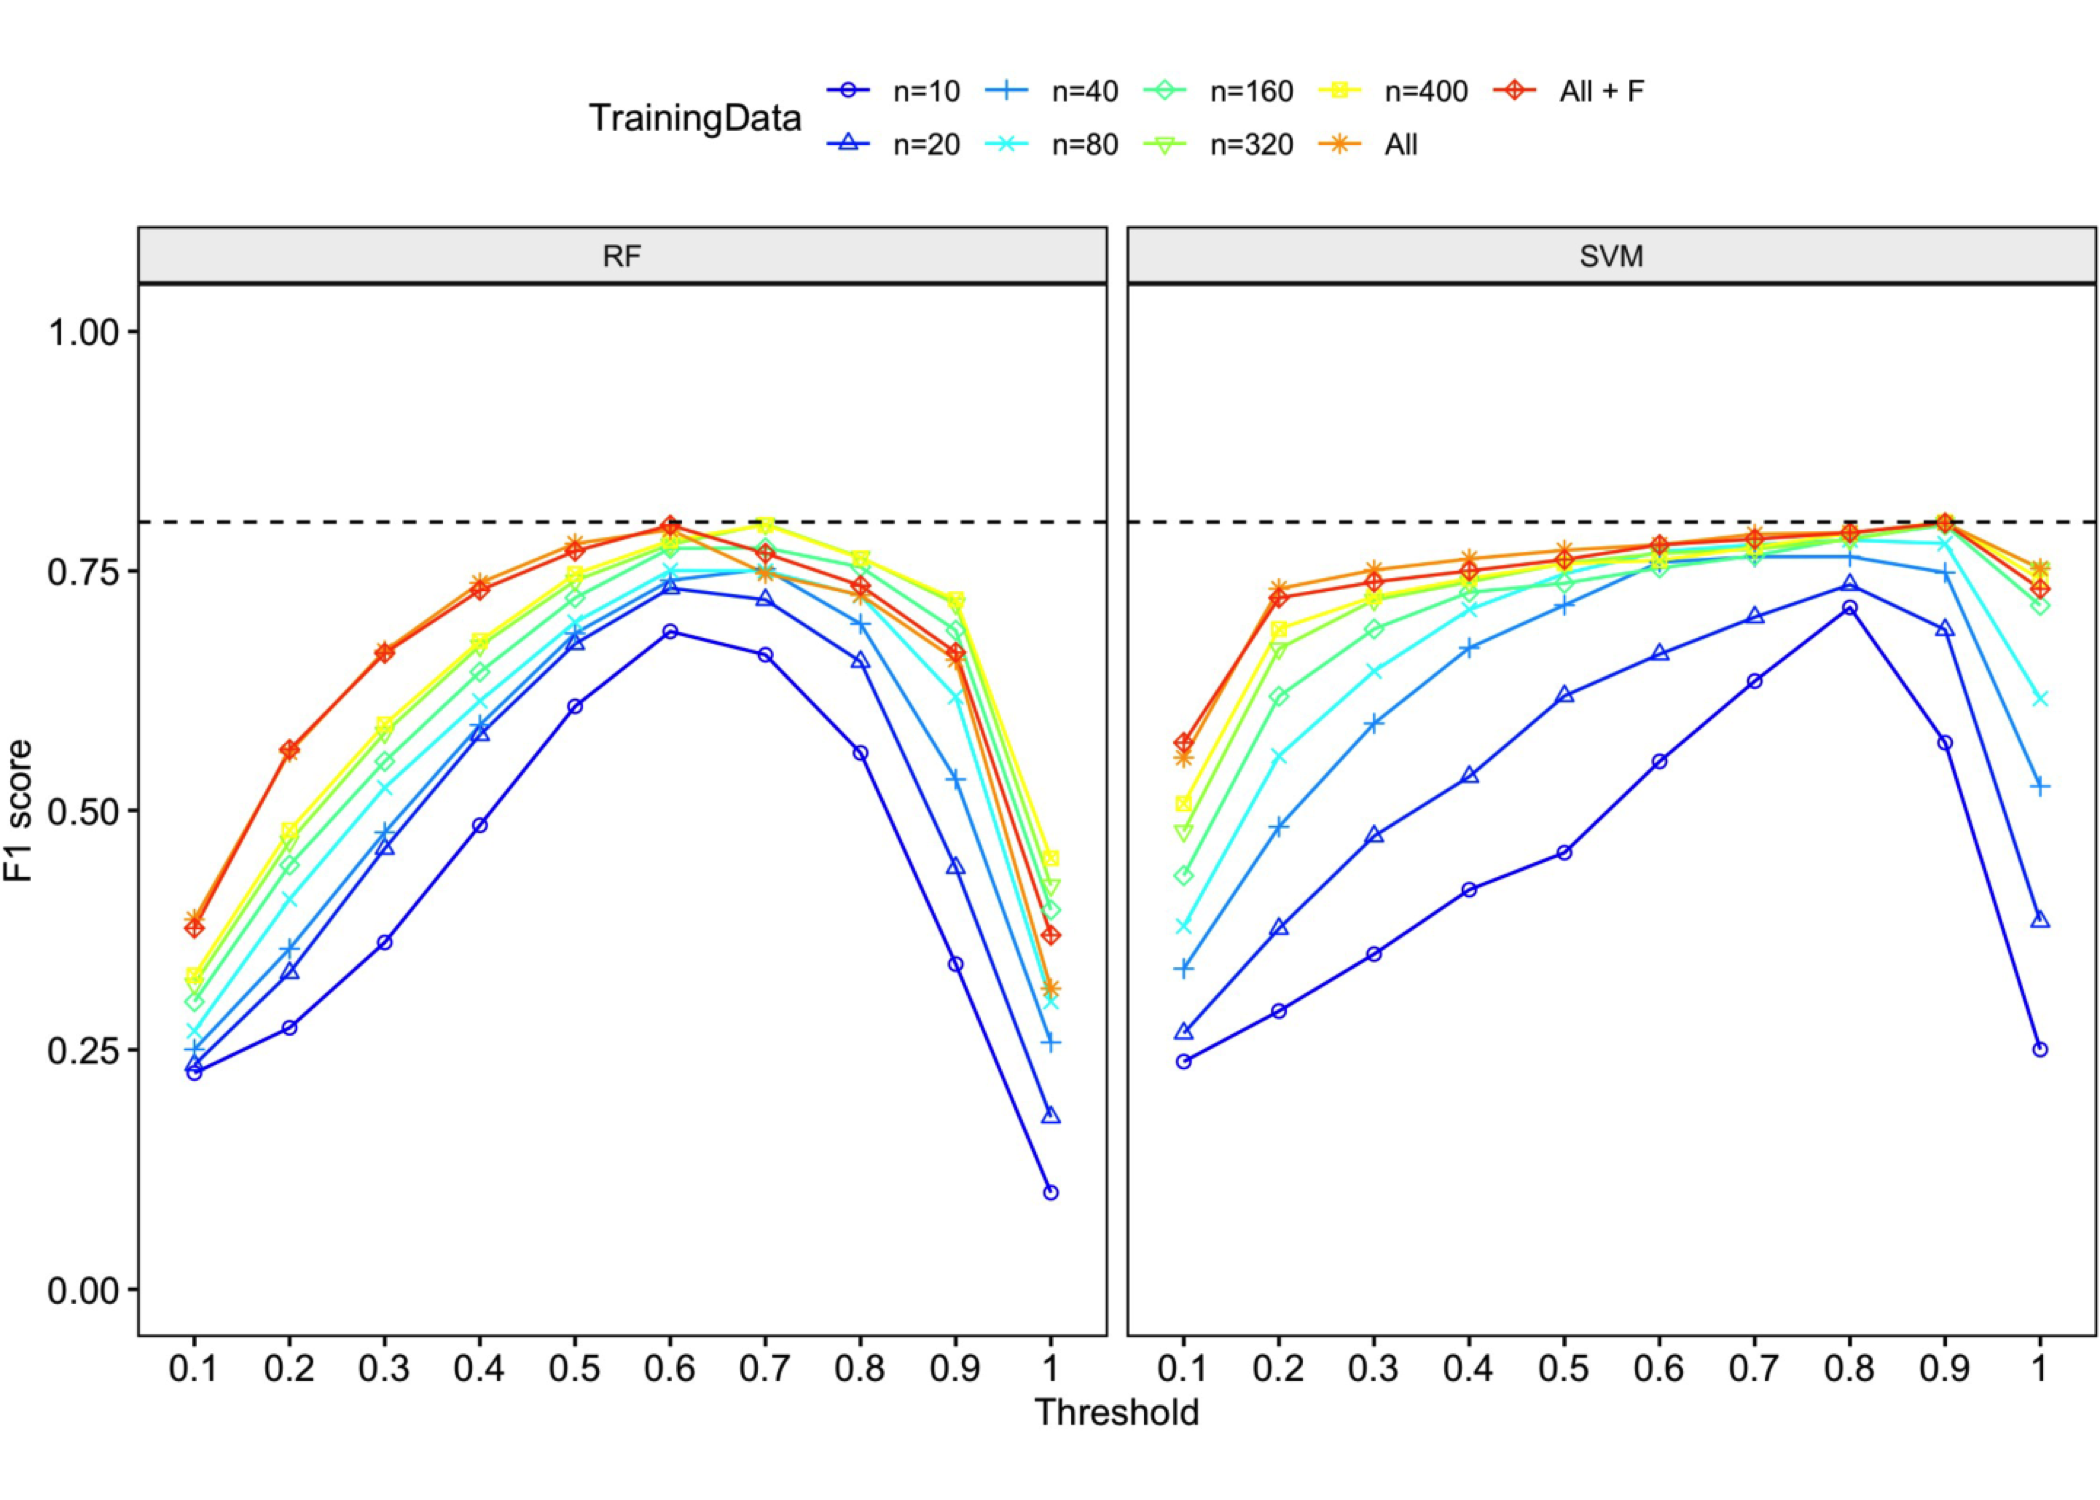 TrainingData
n=10 n=40 n=160 n=400 All + F
n=20 n=80 n=320 All
RF
SVM
F1 score
1.00
0.75
0.50
0.25
0.00
0.1 0.2 0.3 0.4 0.5 0.6 0.7 0.8 0.9 1
0.1 0.2 0.3 0.4 0.5 0.6 0.7 0.8 0.9 1
Threshold